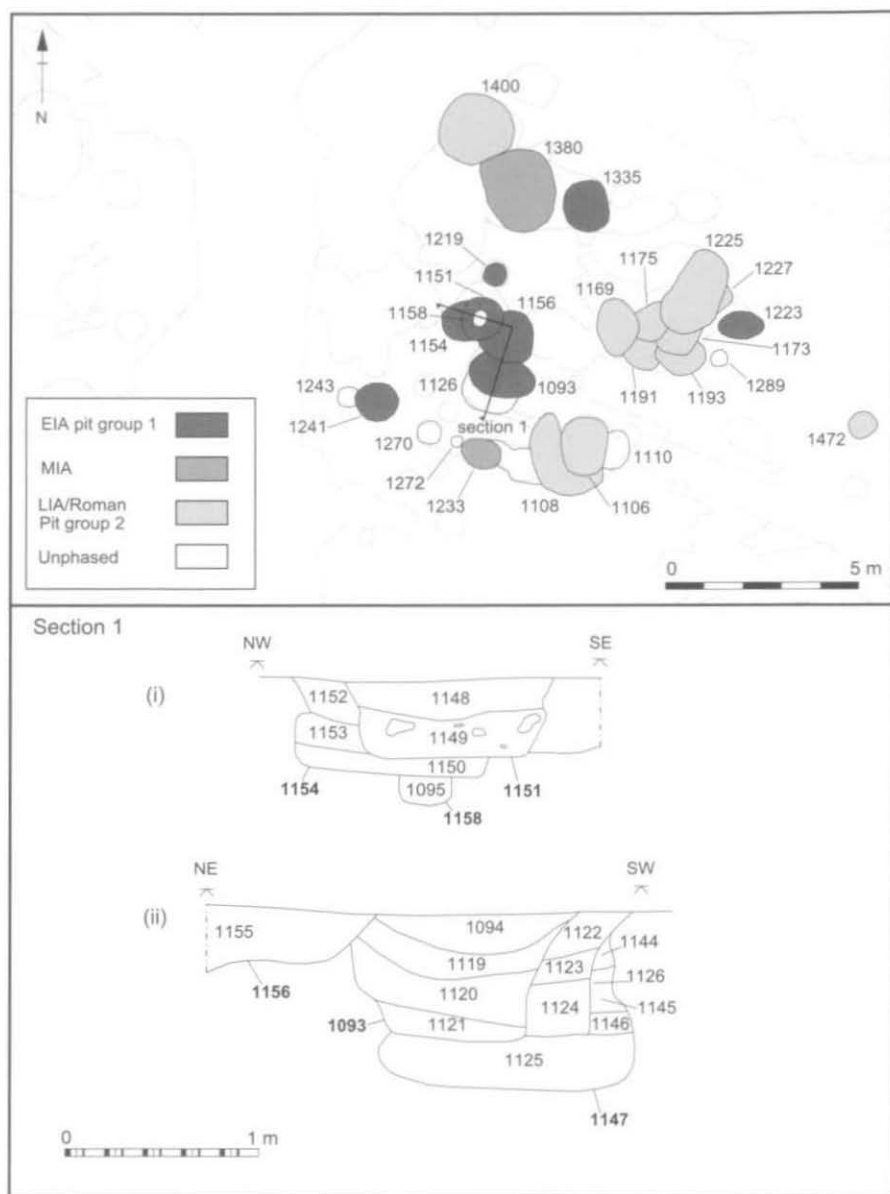 N
1400
1380
1335
1219
1151
1156
1158
1154
1175
1225
1227
1169
1223
1173
1191
1193
1289
1243
1126
1093
1241
section 1
1270
1272
1233
1108
1106
1110
1472
EIA pit group 1
MIA
LIA/Roman
Pit group 2
Unphased
0 5 m
Section 1
NW SE
(i)
1152 1148
1153 1149
1150
1154 1095 1151
1158
NE SW
(ii)
1155 1094 1122
1144
1119 1123
1126
1156 1120 1124
1145
1093 1121 1146
1125
1147
0 1 m